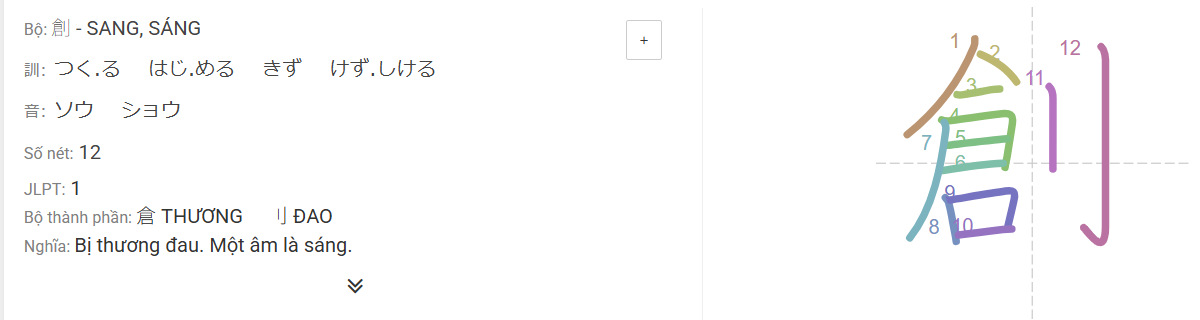 Bộ: 創 - SANG, SÁNG
+
訓: つく.る はじ.める きず けず.しける
音: ソウ ショウ
Số nét: 12
JLPT: 1
Bộ thành phần: 倉 THƯƠNG 刂 ĐAO
Nghĩa: Bị thương đau. Một âm là sáng.
創
1
2
3
4
5
6
7
8
9
10
11
12